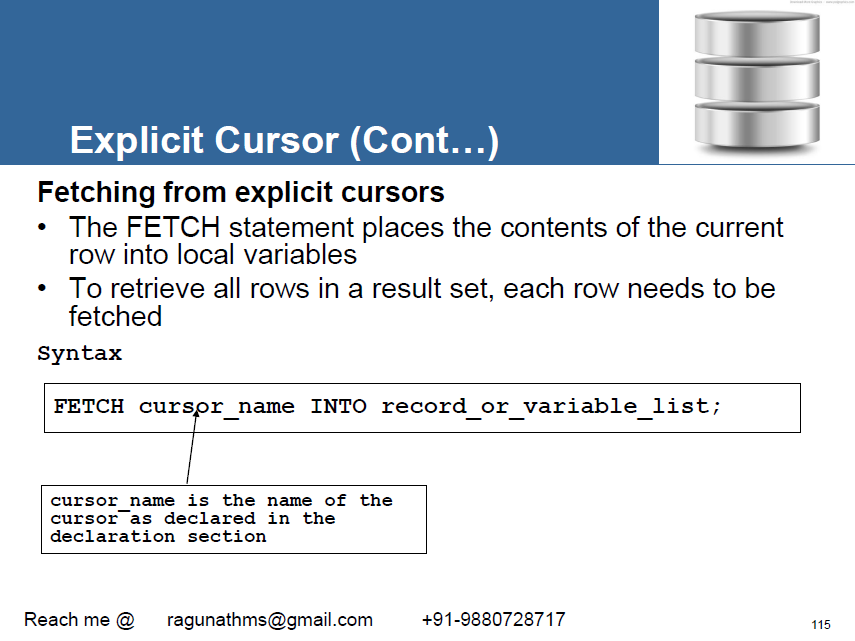 Explicit Cursor (Cont…)
Fetching from explicit cursors
• The FETCH statement places the contents of the current
row into local variables
• To retrieve all rows in a result set, each row needs to be
fetched
Syntax
FETCH cursor_name INTO record_or_variable_list;
cursor_name is the name of the
cursor as declared in the
declaration section
Reach me @ ragunathms@gmail.com +91-9880728717
115